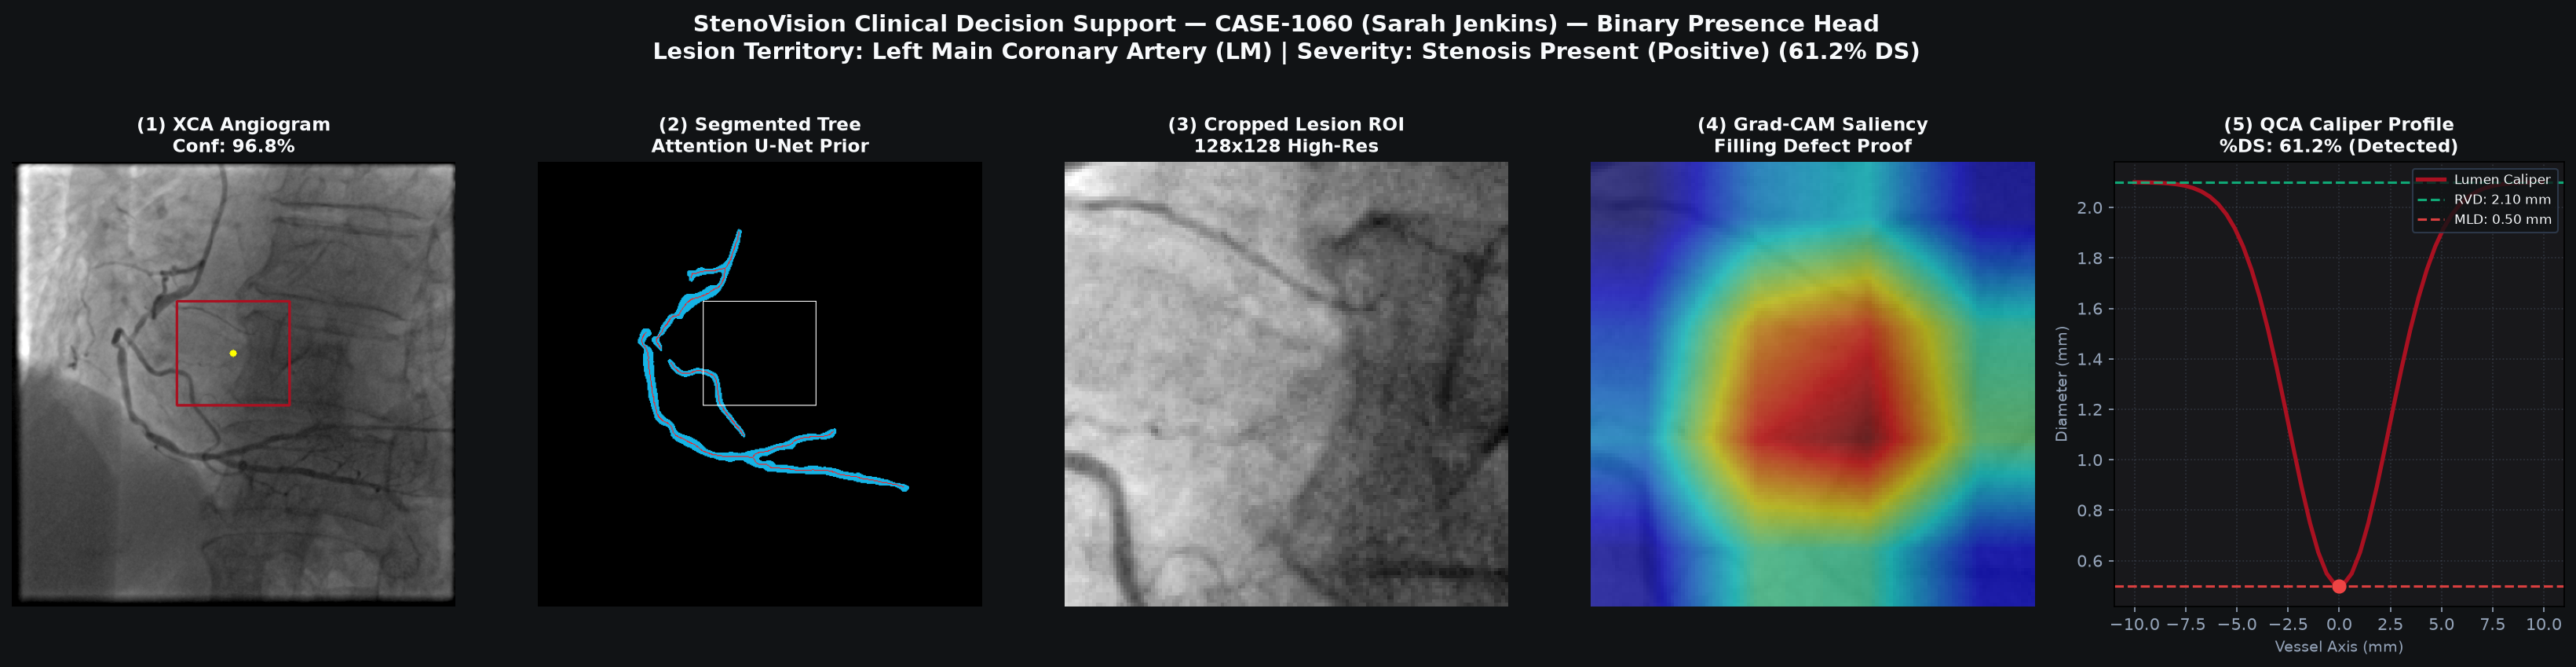 StenoVision Clinical Decision Support — CASE-1060 (Sarah Jenkins) — Binary Presence Head
Lesion Territory: Left Main Coronary Artery (LM) | Severity: Stenosis Present (Positive) (61.2% DS)
(1) XCA Angiogram
Conf: 96.8%
(2) Segmented Tree
Attention U-Net Prior
(3) Cropped Lesion ROI
128x128 High-Res
(4) Grad-CAM Saliency
Filling Defect Proof
(5) QCA Caliper Profile
%DS: 61.2% (Detected)
Lumen Caliper
RVD: 2.10 mm
MLD: 0.50 mm
Diameter (mm)
2.0
1.8
1.6
1.4
1.2
1.0
0.8
0.6
−10.0 −7.5 −5.0 −2.5 0.0 2.5 5.0 7.5 10.0
Vessel Axis (mm)